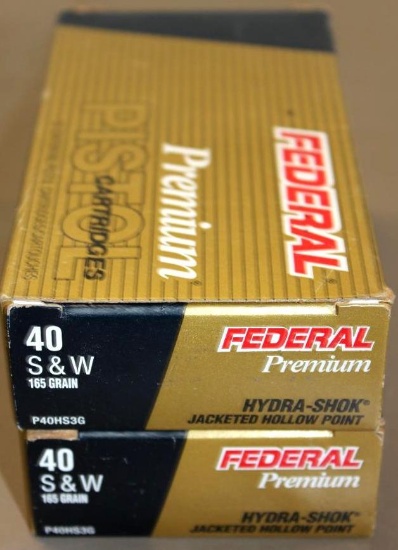 FEDERAL
Premium
PISTOL
CARTRIDGES
40
S & W
165 GRAIN
P40HS3G
FEDERAL
Premium
HYDRA-SHOK®
JACKETED HOLLOW POINT
40
S & W
165 GRAIN
P40HS3G
FEDERAL
Premium
HYDRA-SHOK®
JACKETED HOLLOW POINT